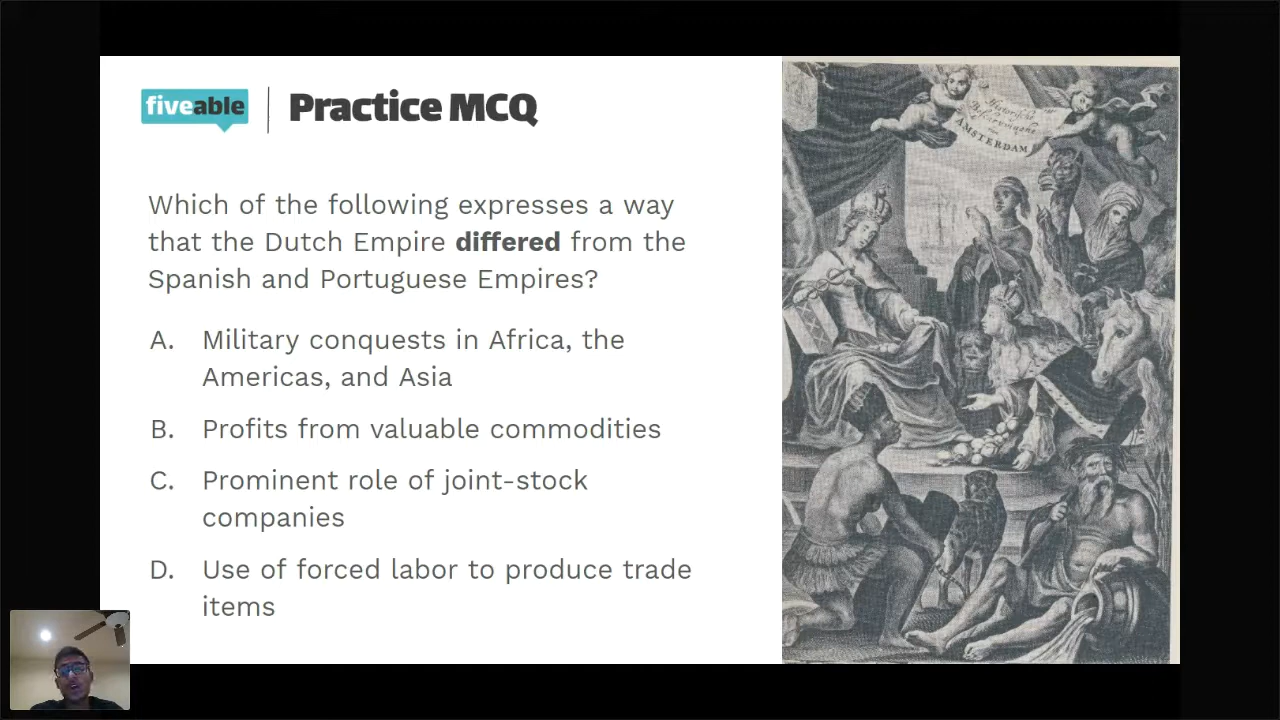 fiveable
Practice MCQ
Which of the following expresses a way
that the Dutch Empire differed from the
Spanish and Portuguese Empires?
A. Military conquests in Africa, the
Americas, and Asia
B. Profits from valuable commodities
C. Prominent role of joint-stock
companies
D. Use of forced labor to produce trade
items
AMSTERDAM